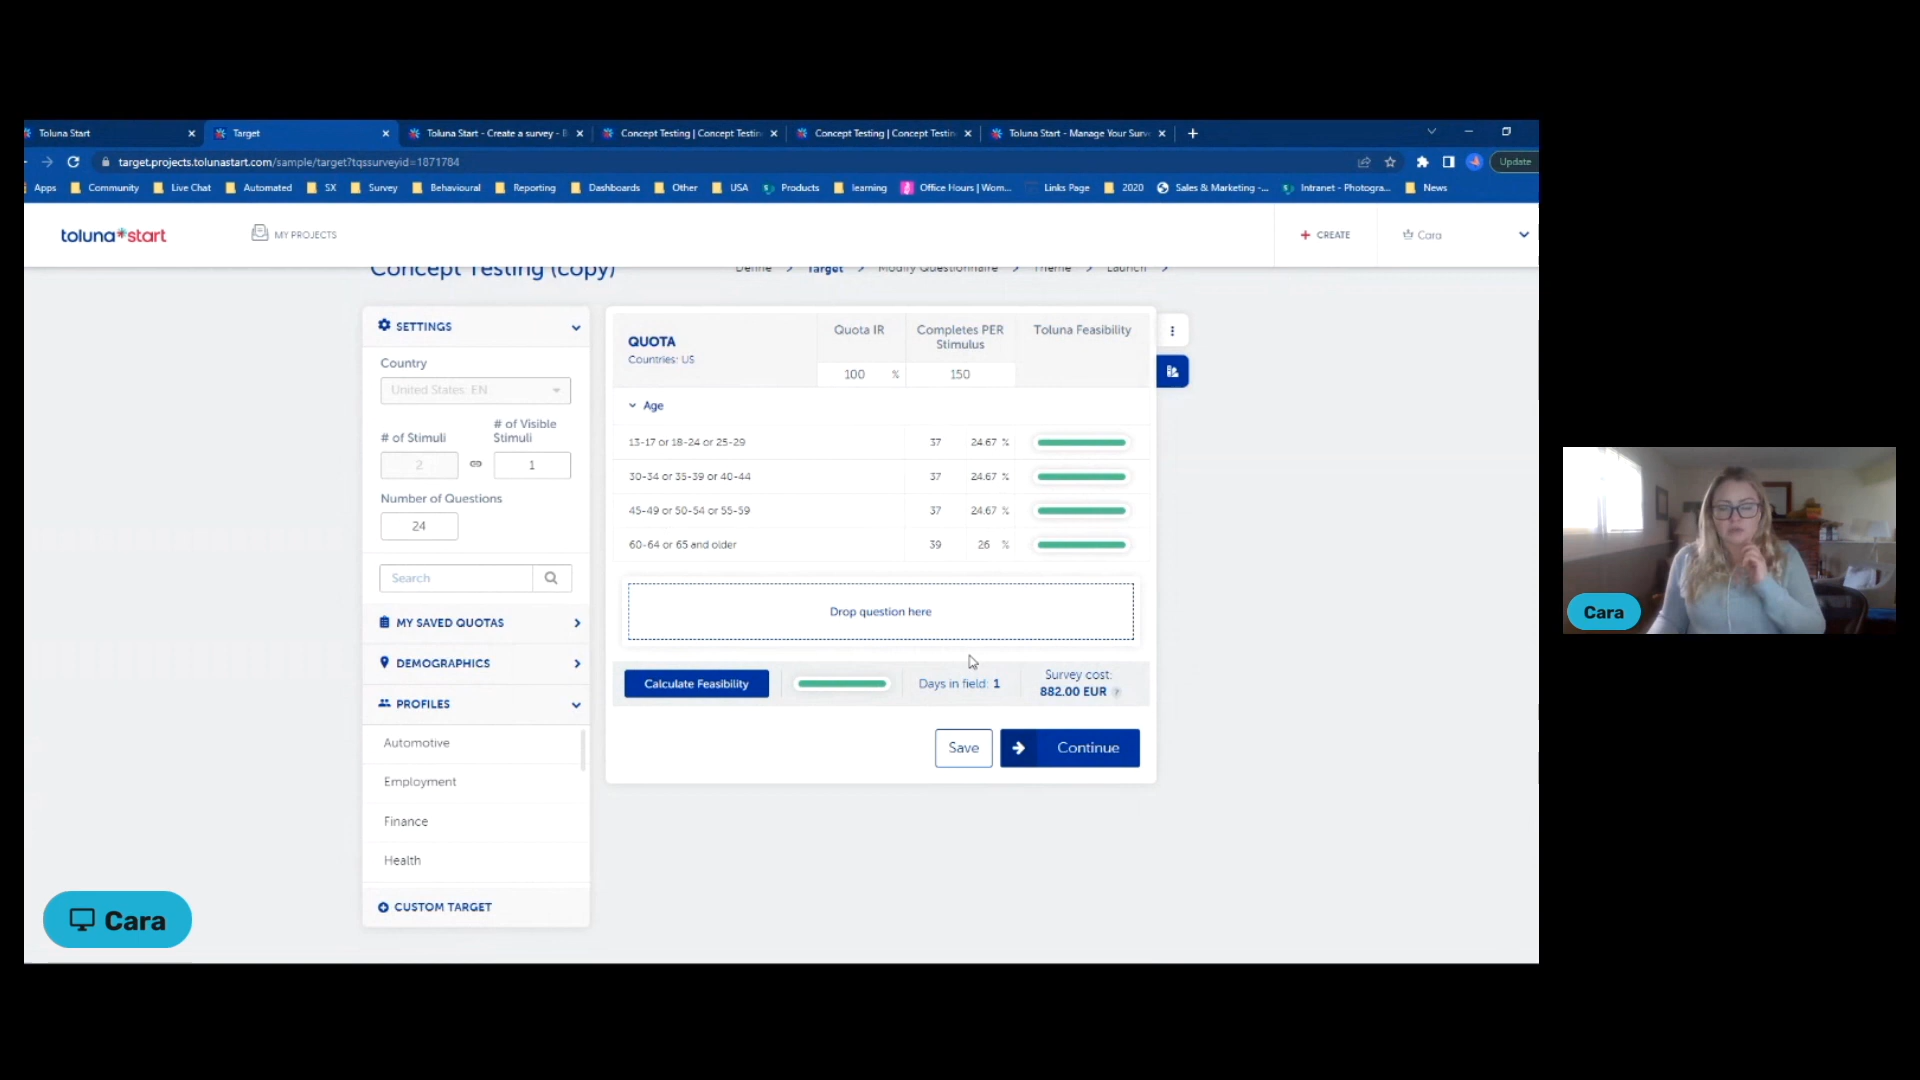 Toluna Start
Target
Toluna Start - Create a survey -
Concept Testing | Concept Testin
Concept Testing | Concept Testin
Toluna Start - Manage Your Surv
target.projects.tolunastart.com/sample/target?tqssurveyid=1871784
Update
Apps
Community
Live Chat
Automated
SX
Survey
Behavioural
Reporting
Dashboards
Other
USA
Products
learning
Office Hours | Wom...
Links Page
2020
Sales & Marketing -...
Intranet - Photogra...
News
toluna*start
MY PROJECTS
+ CREATE
Cara
Concept Testing (copy)
Define > Target > Modify Questionnaire > Theme > Launch >
SETTINGS
Country
United States: EN
# of Stimuli
# of Visible
Stimuli
2
1
Number of Questions
24
Search
MY SAVED QUOTAS
DEMOGRAPHICS
PROFILES
Automotive
Employment
Finance
Health
CUSTOM TARGET
QUOTA
Countries: US
Quota IR
Completes PER
Stimulus
Toluna Feasibility
100 %
150
Age
13-17 or 18-24 or 25-29 37 24.67 %
30-34 or 35-39 or 40-44 37 24.67 %
45-49 or 50-54 or 55-59 37 24.67 %
60-64 or 65 and older 39 26 %
Drop question here
Calculate Feasibility
Days in field: 1
Survey cost:
882.00 EUR ?
Save
Continue
Cara
Cara